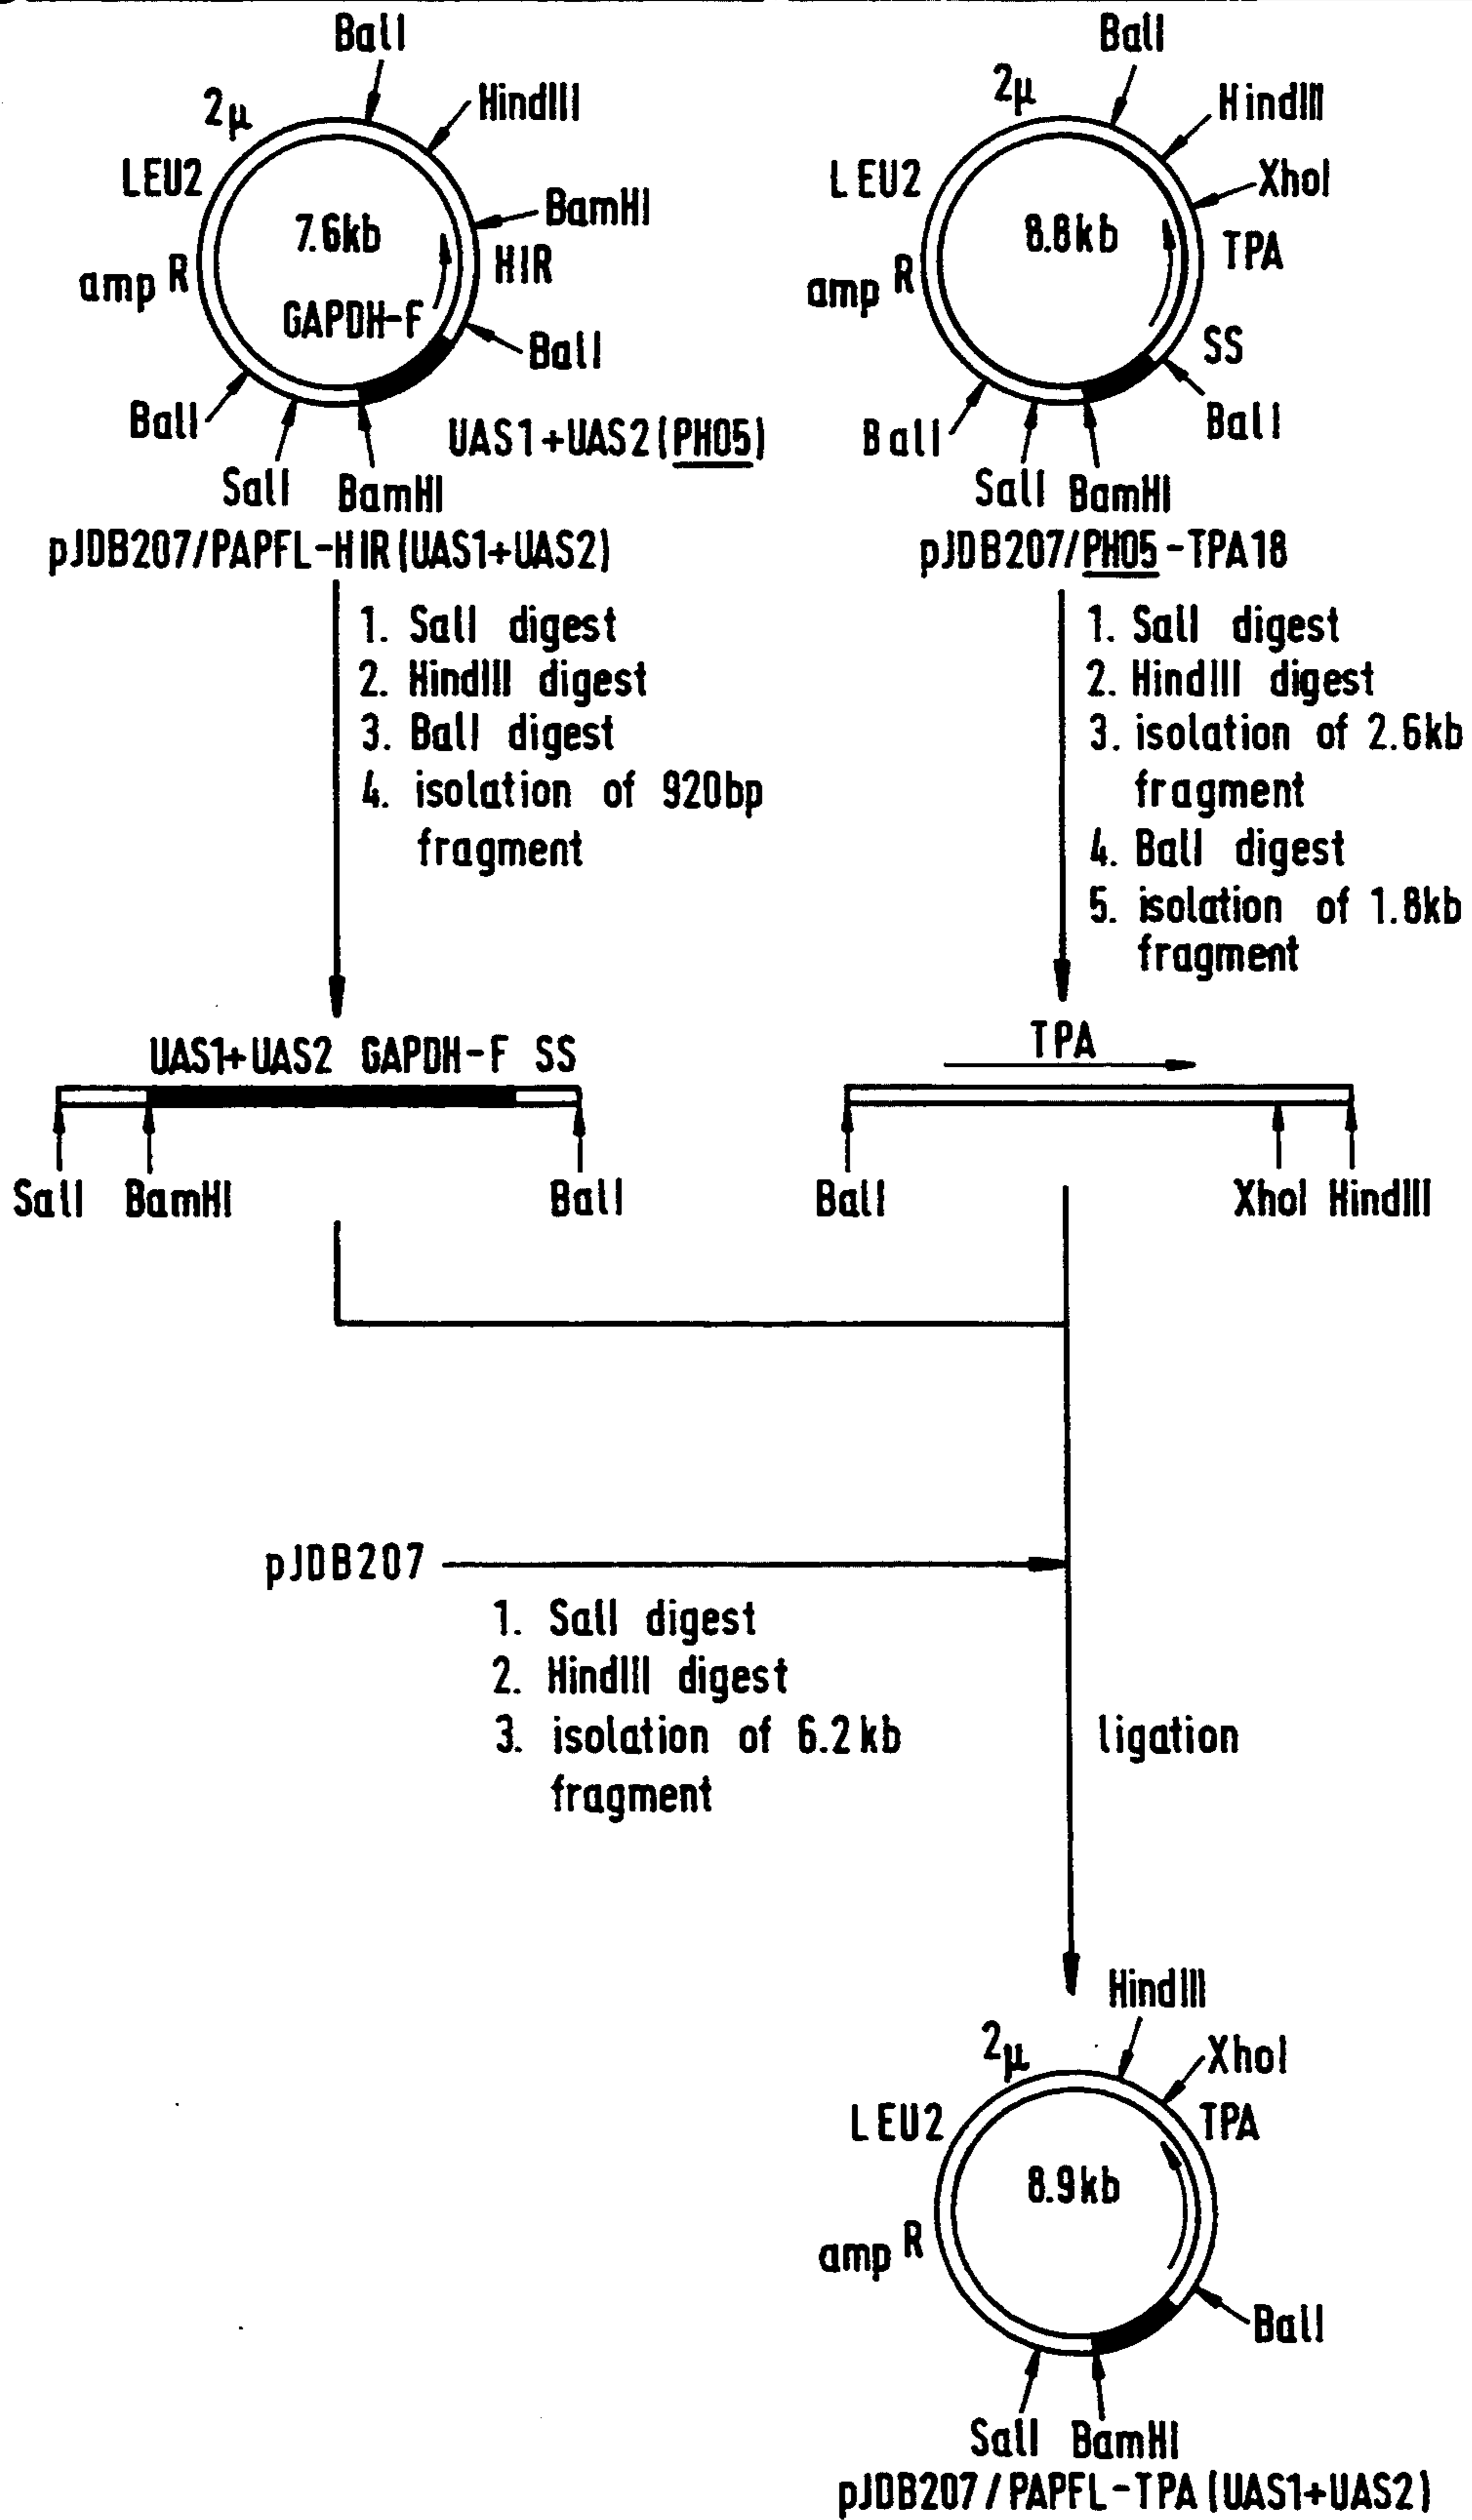 BalI
2μ
HindIII
LEU2
7.6kb
BamHI
HIR
amp R
GAPDH-F
BalI
BalI
UAS1+UAS2(PHO5)
SalI BamHI
pJDB207/PAPFL-HIR(UAS1+UAS2)
BalI
2μ
HindIII
LEU2
8.8kb
XhoI
TPA
amp R
SS
BalI
BalI
SalI BamHI
pJDB207/PHO5-TPA18
1. SalI digest
2. HindIII digest
3. BalI digest
4. isolation of 920bp
fragment
1. SalI digest
2. HindIII digest
3. isolation of 2.6kb
fragment
4. BalI digest
5. isolation of 1.8kb
fragment
UAS1+UAS2 GAPDH-F SS
SalI BamHI BalI
TPA
BalI XhoI HindIII
pJDB207
1. SalI digest
2. HindIII digest
3. isolation of 6.2kb
fragment
ligation
HindIII
2μ
XhoI
LEU2
TPA
8.9kb
amp R
BalI
SalI BamHI
pJDB207/PAPFL-TPA(UAS1+UAS2)